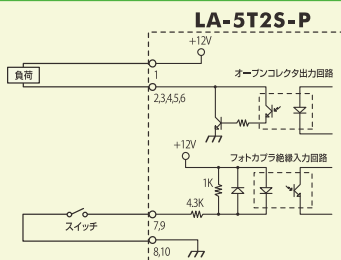 LA-5T2S-P
+12V
負荷
1
オープンコレクタ出力回路
2,3,4,5,6
+12V
フォトカプラ絶縁入力回路
1K
4.3K
スイッチ
7,9
8,10